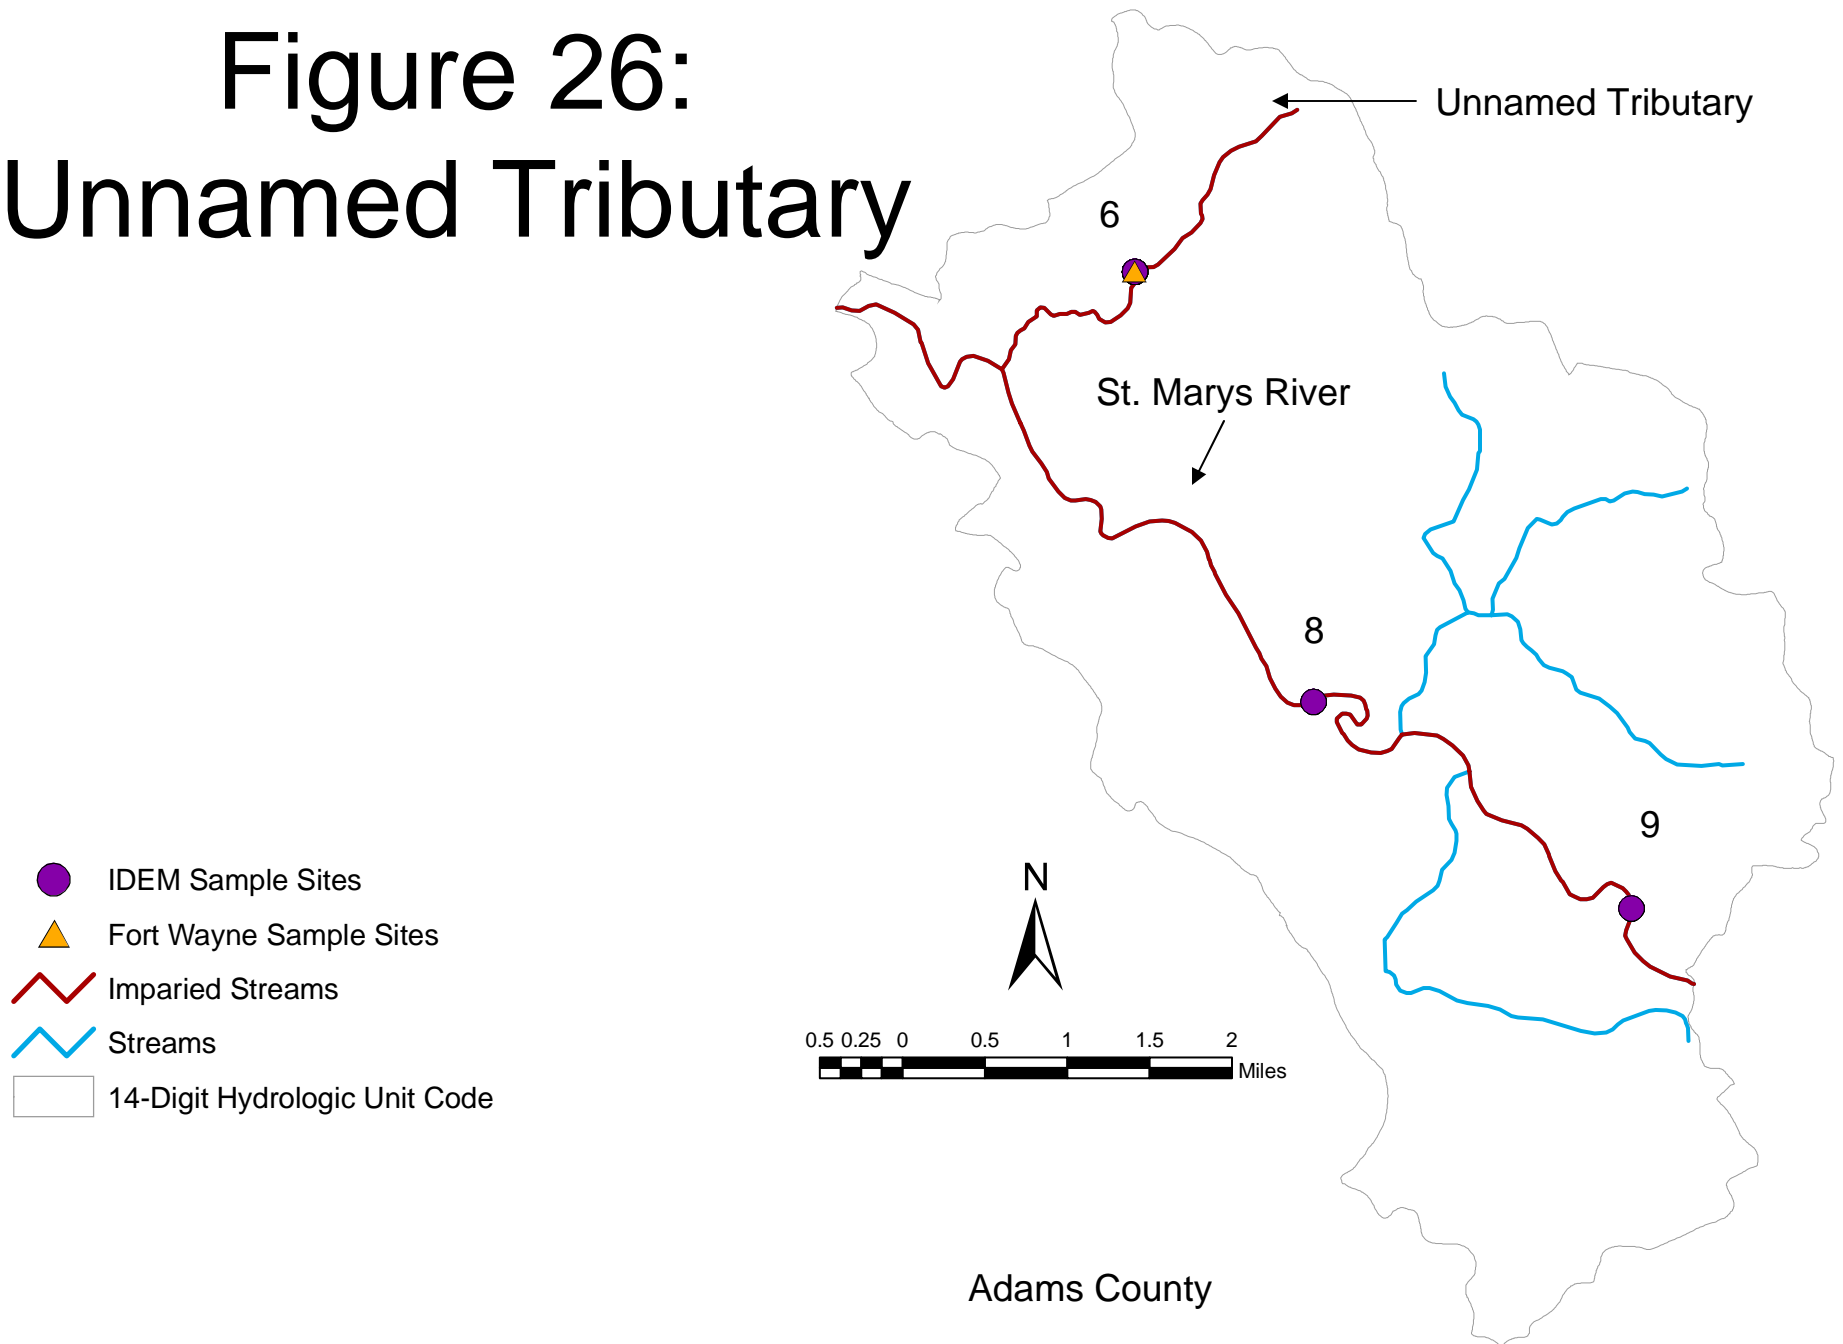 Figure 26:
Unnamed Tributary
Unnamed Tributary
6
St. Marys River
8
9
N
IDEM Sample Sites
Fort Wayne Sample Sites
Imparied Streams
Streams
14-Digit Hydrologic Unit Code
0.5 0.25 0 0.5 1 1.5 2
Miles
Adams County